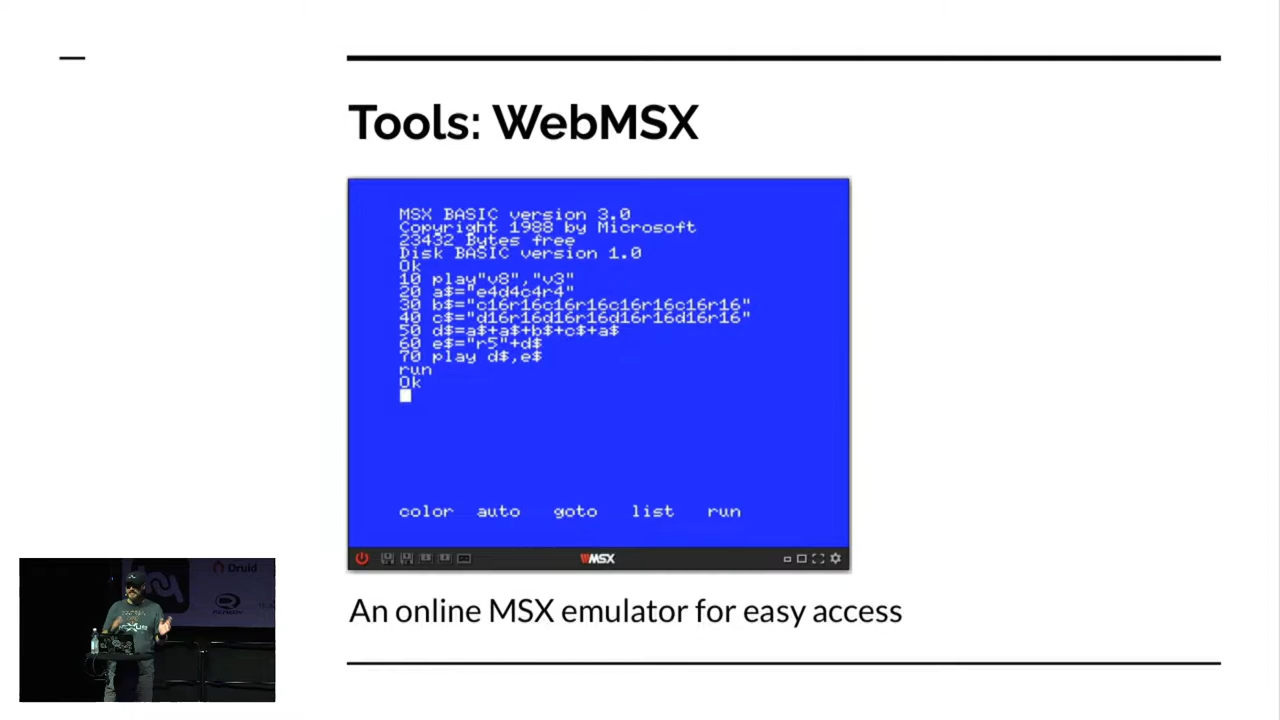 Tools: WebMSX
MSX BASIC version 3.0
Copyright 1988 by Microsoft
23432 Bytes free
Disk BASIC version 1.0
Ok
10 play"v8","v3"
20 a$="e4d4c4r4"
30 b$="c16r16c16r16c16r16c16r16"
40 c$="d16r16d16r16d16r16d16r16"
50 d$=a$+a$+b$+c$+a$
60 e$="r5"+d$
70 play d$,e$
run
Ok
color auto goto list run
WMSX
An online MSX emulator for easy access
Druid